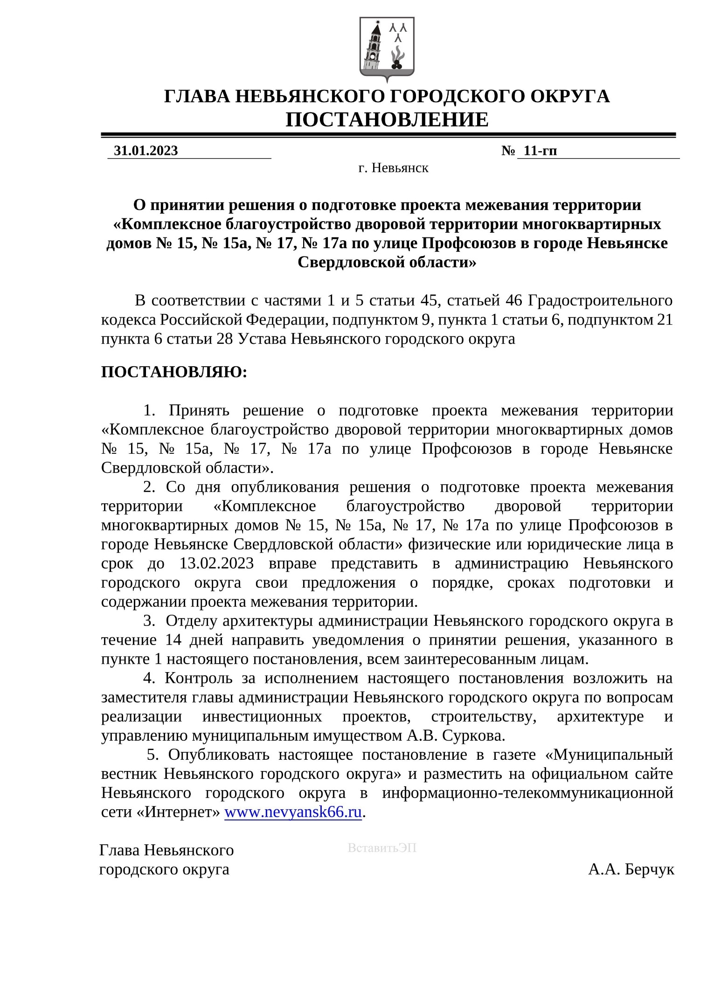 ГЛАВА НЕВЬЯНСКОГО ГОРОДСКОГО ОКРУГА
ПОСТАНОВЛЕНИЕ
31.01.2023 № 11-гп
г. Невьянск
О принятии решения о подготовке проекта межевания территории
«Комплексное благоустройство дворовой территории многоквартирных
домов № 15, № 15а, № 17, № 17а по улице Профсоюзов в городе Невьянске
Свердловской области»
В соответствии с частями 1 и 5 статьи 45, статьей 46 Градостроительного
кодекса Российской Федерации, подпунктом 9, пункта 1 статьи 6, подпунктом 21
пункта 6 статьи 28 Устава Невьянского городского округа
ПОСТАНОВЛЯЮ:
1. Принять решение о подготовке проекта межевания территории
«Комплексное благоустройство дворовой территории многоквартирных домов
№ 15, № 15а, № 17, № 17а по улице Профсоюзов в городе Невьянске
Свердловской области».
2. Со дня опубликования решения о подготовке проекта межевания
территории «Комплексное благоустройство дворовой территории
многоквартирных домов № 15, № 15а, № 17, № 17а по улице Профсоюзов в
городе Невьянске Свердловской области» физические или юридические лица в
срок до 13.02.2023 вправе представить в администрацию Невьянского
городского округа свои предложения о порядке, сроках подготовки и
содержании проекта межевания территории.
3. Отделу архитектуры администрации Невьянского городского округа в
течение 14 дней направить уведомления о принятии решения, указанного в
пункте 1 настоящего постановления, всем заинтересованным лицам.
4. Контроль за исполнением настоящего постановления возложить на
заместителя главы администрации Невьянского городского округа по вопросам
реализации инвестиционных проектов, строительству, архитектуре и
управлению муниципальным имуществом А.В. Суркова.
5. Опубликовать настоящее постановление в газете «Муниципальный
вестник Невьянского городского округа» и разместить на официальном сайте
Невьянского городского округа в информационно-телекоммуникационной
сети «Интернет» www.nevyansk66.ru.
Глава Невьянского ВставитьЭП
городского округа А.А. Берчук